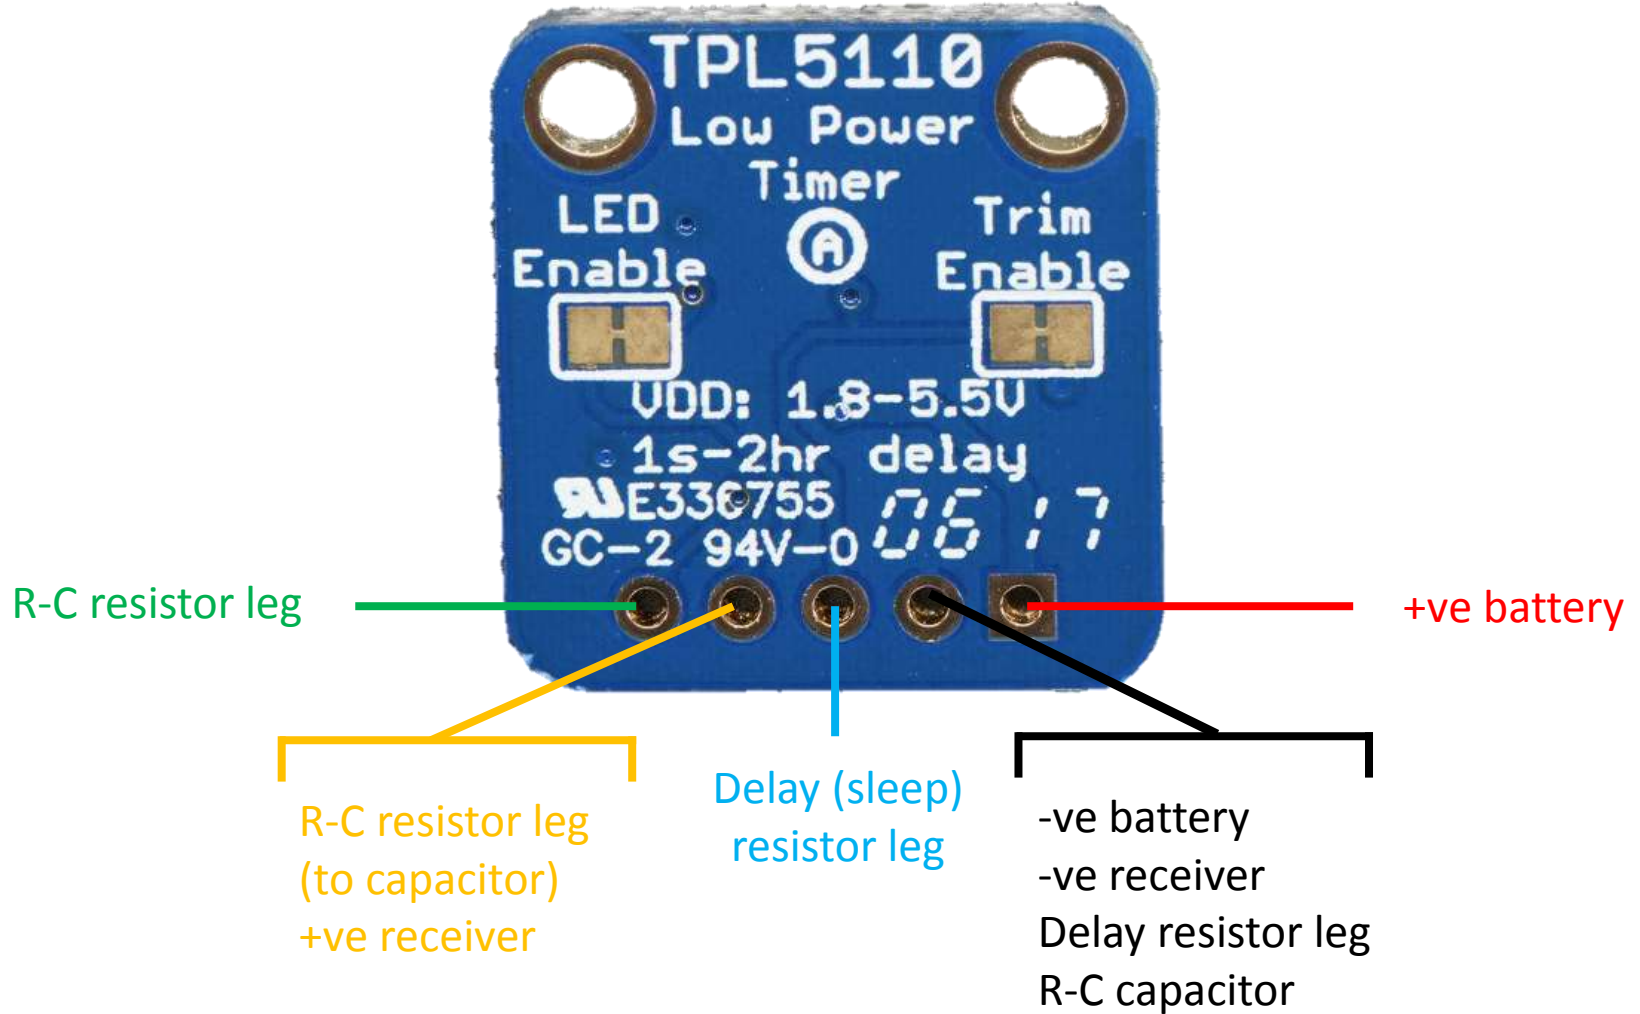 TPL5110
Low Power
Timer
LED
Enable
A
Trim
Enable
VDD: 1.8-5.5V
1s-2hr delay
E336755
GC-2 94V-0
0617
R-C resistor leg
+ve battery
R-C resistor leg
(to capacitor)
+ve receiver
Delay (sleep)
resistor leg
-ve battery
-ve receiver
Delay resistor leg
R-C capacitor